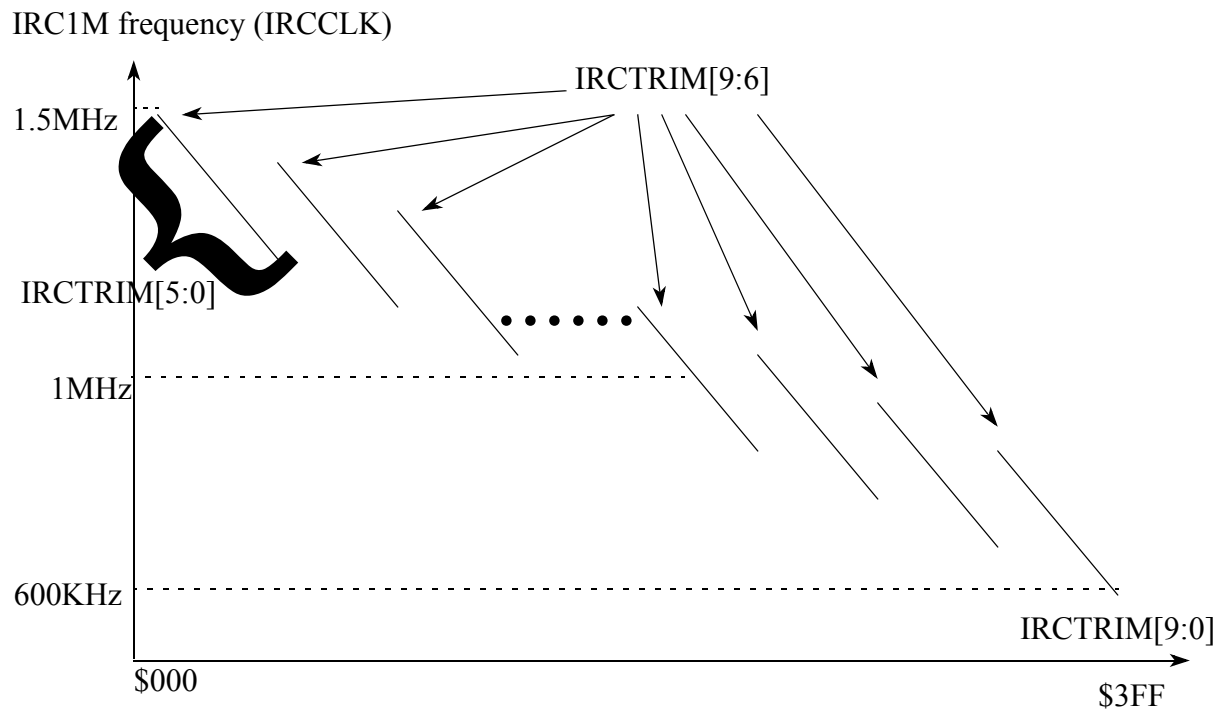 IRC1M frequency (IRCCLK)
IRCTRIM[9:6]
1.5MHz
IRCTRIM[5:0]
1MHz
600KHz
IRCTRIM[9:0]
$000
$3FF